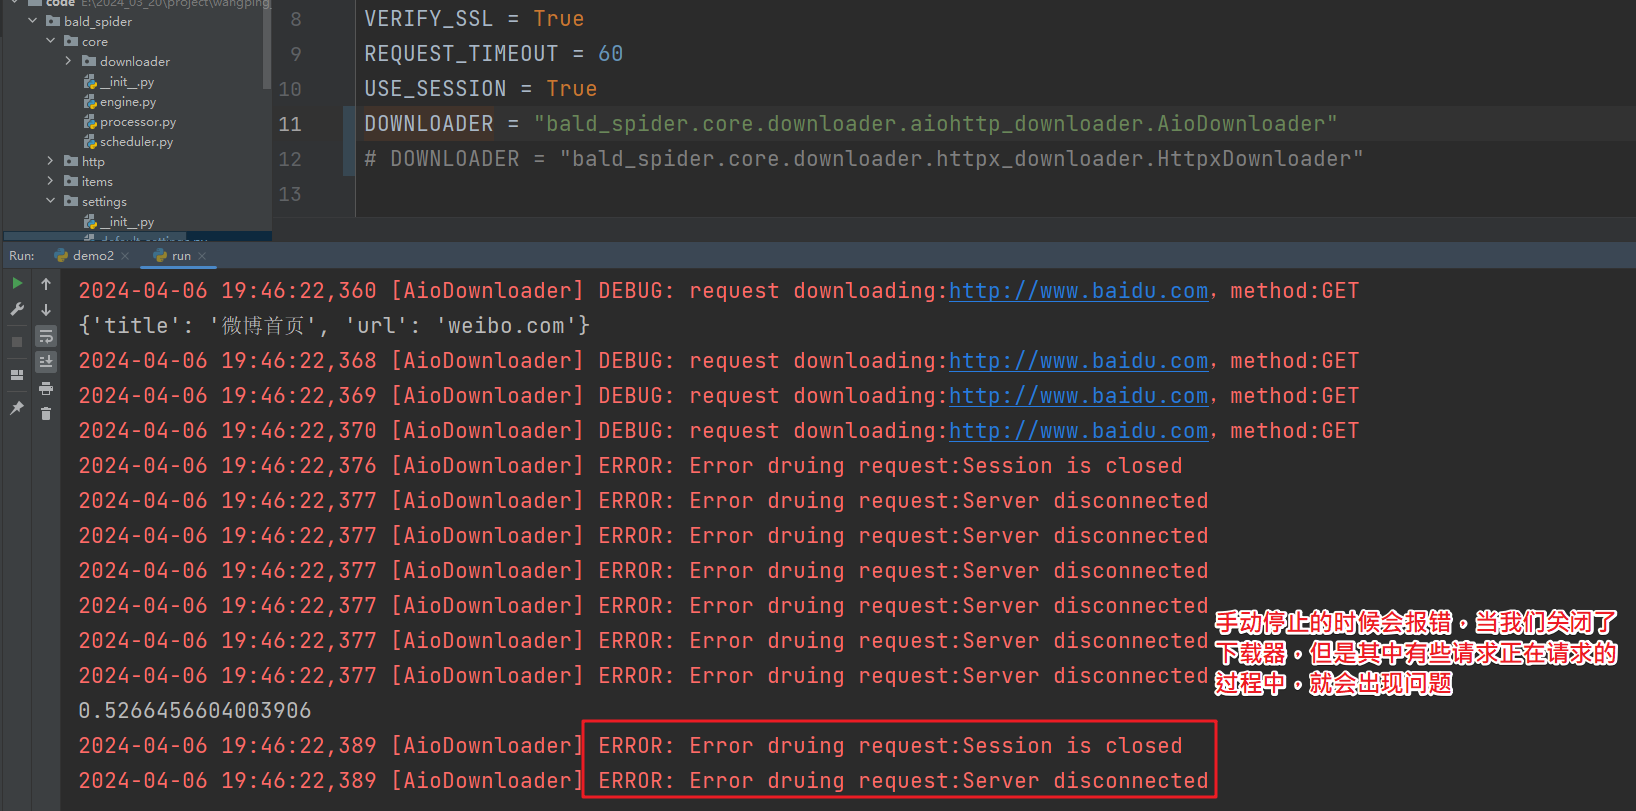 code E:\2024_03_20\project\wangping_
bald_spider
core
downloader
__init__.py
engine.py
processor.py
scheduler.py
http
items
settings
__init__.py
default_settings.py
8 VERIFY_SSL = True
9 REQUEST_TIMEOUT = 60
10 USE_SESSION = True
11 DOWNLOADER = "bald_spider.core.downloader.aiohttp_downloader.AioDownloader"
12 # DOWNLOADER = "bald_spider.core.downloader.httpx_downloader.HttpxDownloader"
13
Run: demo2 run
2024-04-06 19:46:22,360 [AioDownloader] DEBUG: request downloading:http://www.baidu.com，method:GET
{'title': '微博首页', 'url': 'weibo.com'}
2024-04-06 19:46:22,368 [AioDownloader] DEBUG: request downloading:http://www.baidu.com，method:GET
2024-04-06 19:46:22,369 [AioDownloader] DEBUG: request downloading:http://www.baidu.com，method:GET
2024-04-06 19:46:22,370 [AioDownloader] DEBUG: request downloading:http://www.baidu.com，method:GET
2024-04-06 19:46:22,376 [AioDownloader] ERROR: Error druing request:Session is closed
2024-04-06 19:46:22,377 [AioDownloader] ERROR: Error druing request:Server disconnected
2024-04-06 19:46:22,377 [AioDownloader] ERROR: Error druing request:Server disconnected
2024-04-06 19:46:22,377 [AioDownloader] ERROR: Error druing request:Server disconnected
2024-04-06 19:46:22,377 [AioDownloader] ERROR: Error druing request:Server disconnected
2024-04-06 19:46:22,377 [AioDownloader] ERROR: Error druing request:Server disconnected
2024-04-06 19:46:22,377 [AioDownloader] ERROR: Error druing request:Server disconnected
手动停止的时候会报错，当我们关闭了
下载器，但是其中有些请求正在请求的
过程中，就会出现问题
0.5266456604003906
2024-04-06 19:46:22,389 [AioDownloader] ERROR: Error druing request:Session is closed
2024-04-06 19:46:22,389 [AioDownloader] ERROR: Error druing request:Server disconnected